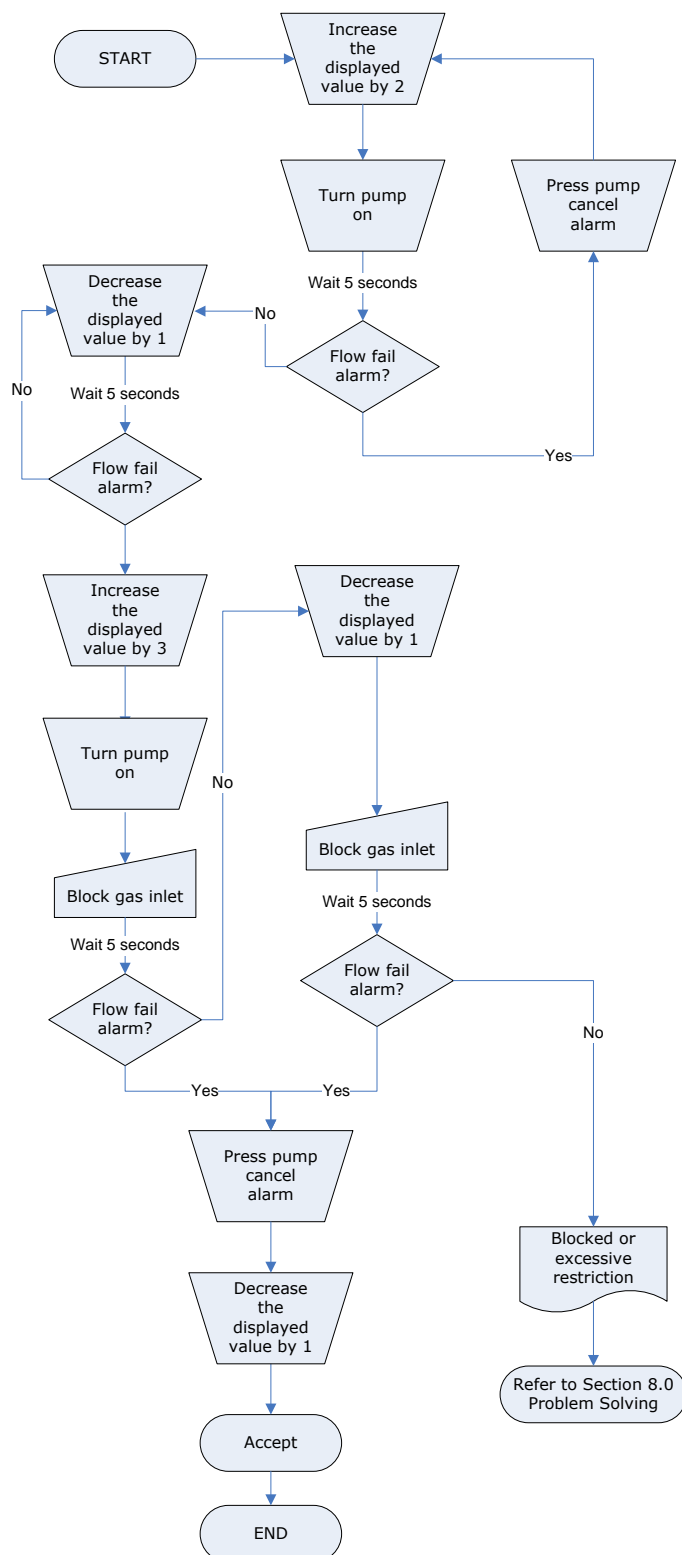 START
Increase
the
displayed
value by 2
Turn pump
on
Press pump
cancel
alarm
Wait 5 seconds
Flow fail
alarm?
No
Yes
Decrease
the
displayed
value by 1
No
Wait 5 seconds
Flow fail
alarm?
Increase
the
displayed
value by 3
Turn pump
on
Block gas inlet
Wait 5 seconds
Flow fail
alarm?
No
Decrease
the
displayed
value by 1
Block gas inlet
Wait 5 seconds
Flow fail
alarm?
No
Yes
Yes
Press pump
cancel
alarm
Blocked or
excessive
restriction
Decrease
the
displayed
value by 1
Refer to Section 8.0
Problem Solving
Accept
END